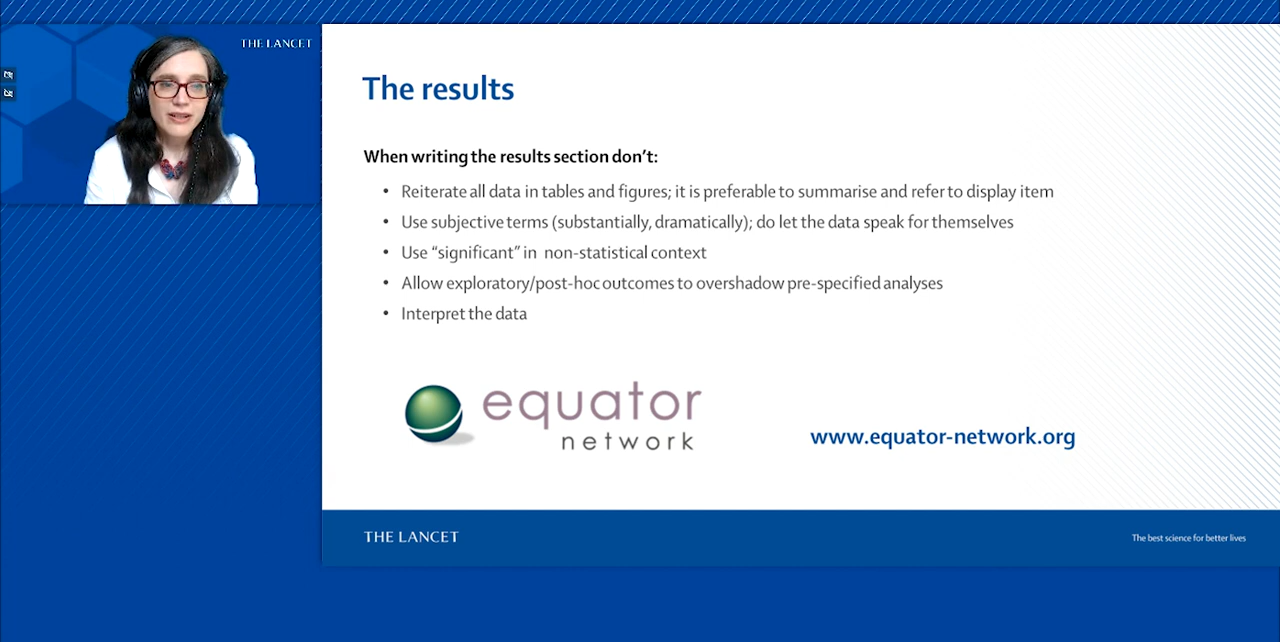 THE LANCET
The results
When writing the results section don't:
• Reiterate all data in tables and figures; it is preferable to summarise and refer to display item
• Use subjective terms (substantially, dramatically); do let the data speak for themselves
• Use “significant” in  non-statistical context
• Allow exploratory/post-hoc outcomes to overshadow pre-specified analyses
• Interpret the data
equator
network
www.equator-network.org
THE LANCET
The best science for better lives